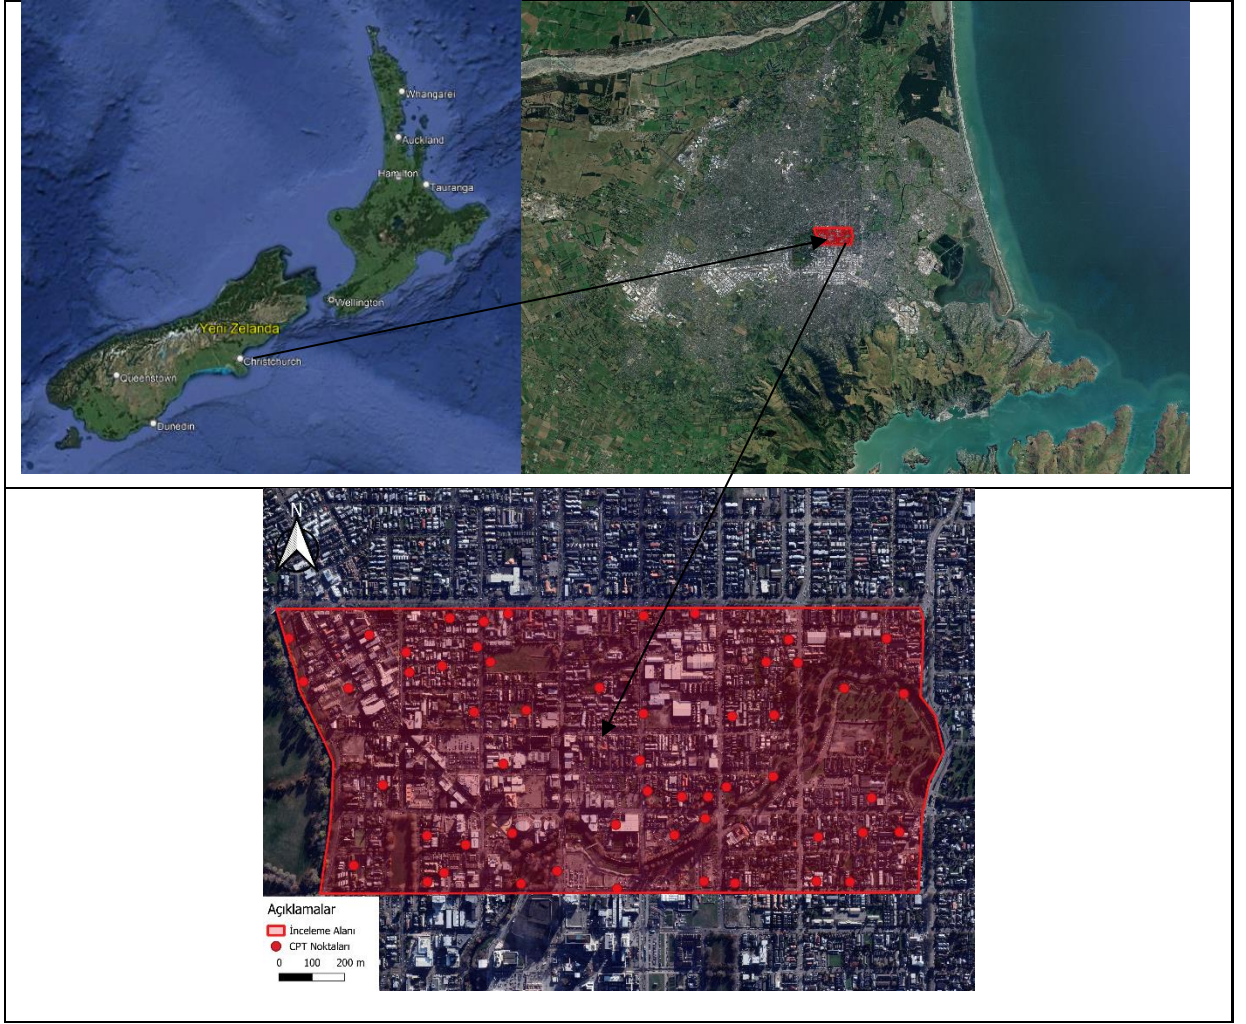 Whangarei
Auckland
Hamilton
Tauranga
Wellington
Yeni Zelanda
Christchurch
Queenstown
Dunedin
N
Açıklamalar
İnceleme Alanı
CPT Noktaları
0 100 200 m